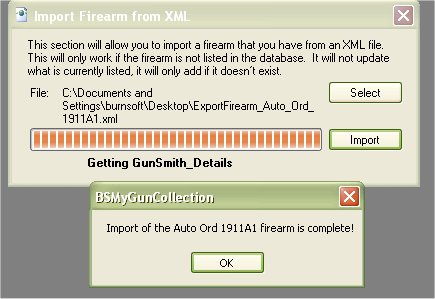 Import Firearm from XML
This section will allow you to import a firearm that you have from an XML file.
This will only work if the firearm is not listed in the database.  It will not update
what is currently listed, it will only add if it doesn´t exist.
File:
C:\Documents and
Settings\burnsoft\Desktop\ExportFirearm_Auto_Ord_
1911A1.xml
Select
Import
Getting GunSmith_Details
BSMyGunCollection
Import of the Auto Ord 1911A1 firearm is complete!
OK